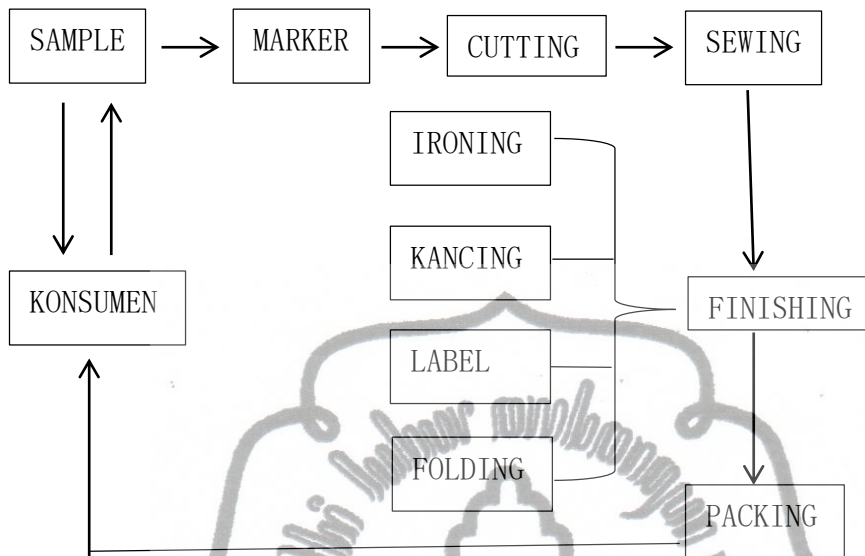 SAMPLE
MARKER
CUTTING
SEWING
IRONING
KANCING
KONSUMEN
FINISHING
LABEL
FOLDING
PACKING